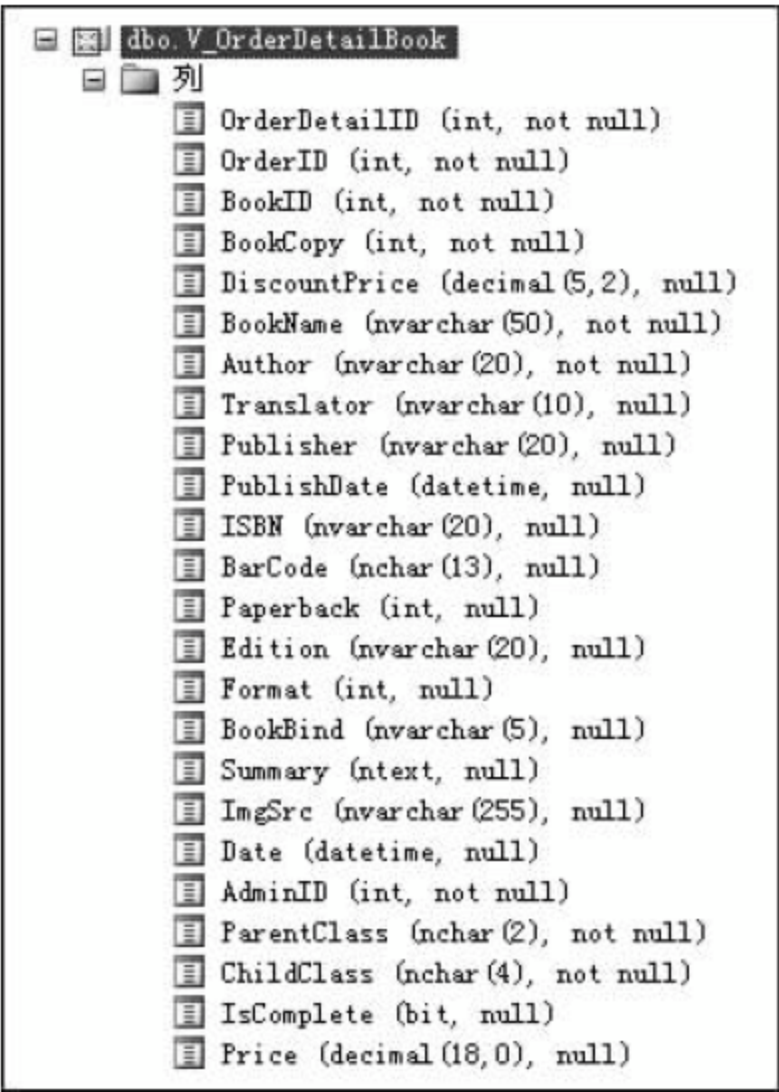 dbo.V_OrderDetailBook
列
OrderDetailID (int, not null)
OrderID (int, not null)
BookID (int, not null)
BookCopy (int, not null)
DiscountPrice (decimal(5,2), null)
BookName (nvarchar(50), not null)
Author (nvarchar(20), not null)
Translator (nvarchar(10), null)
Publisher (nvarchar(20), null)
PublishDate (datetime, null)
ISBN (nvarchar(20), null)
BarCode (nchar(13), null)
Paperback (int, null)
Edition (nvarchar(20), null)
Format (int, null)
BookBind (nvarchar(5), null)
Summary (ntext, null)
ImgSrc (nvarchar(255), null)
Date (datetime, null)
AdminID (int, not null)
ParentClass (nchar(2), not null)
ChildClass (nchar(4), not null)
IsComplete (bit, null)
Price (decimal(18,0), null)